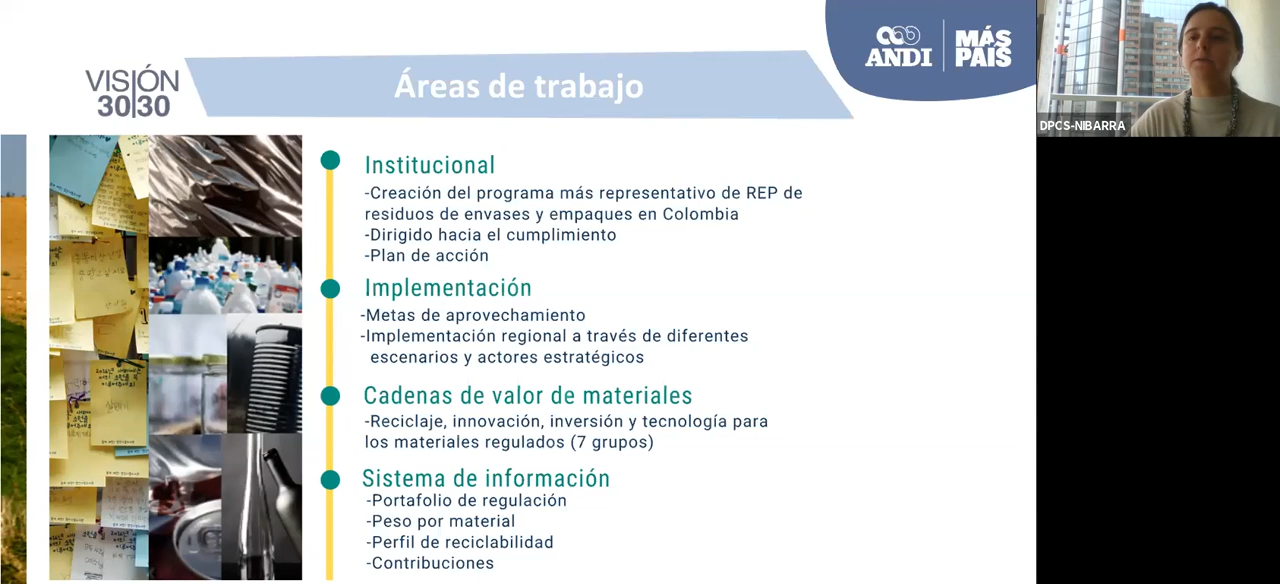 VISIÓN
30|30
Áreas de trabajo
ANDI
MÁS
PAÍS
DPCS-NIBARRA
Institucional
-Creación del programa más representativo de REP de
residuos de envases y empaques en Colombia
-Dirigido hacia el cumplimiento
-Plan de acción
Implementación
-Metas de aprovechamiento
-Implementación regional a través de diferentes
escenarios y actores estratégicos
Cadenas de valor de materiales
-Reciclaje, innovación, inversión y tecnología para
los materiales regulados (7 grupos)
Sistema de información
-Portafolio de regulación
-Peso por material
-Perfil de reciclabilidad
-Contribuciones